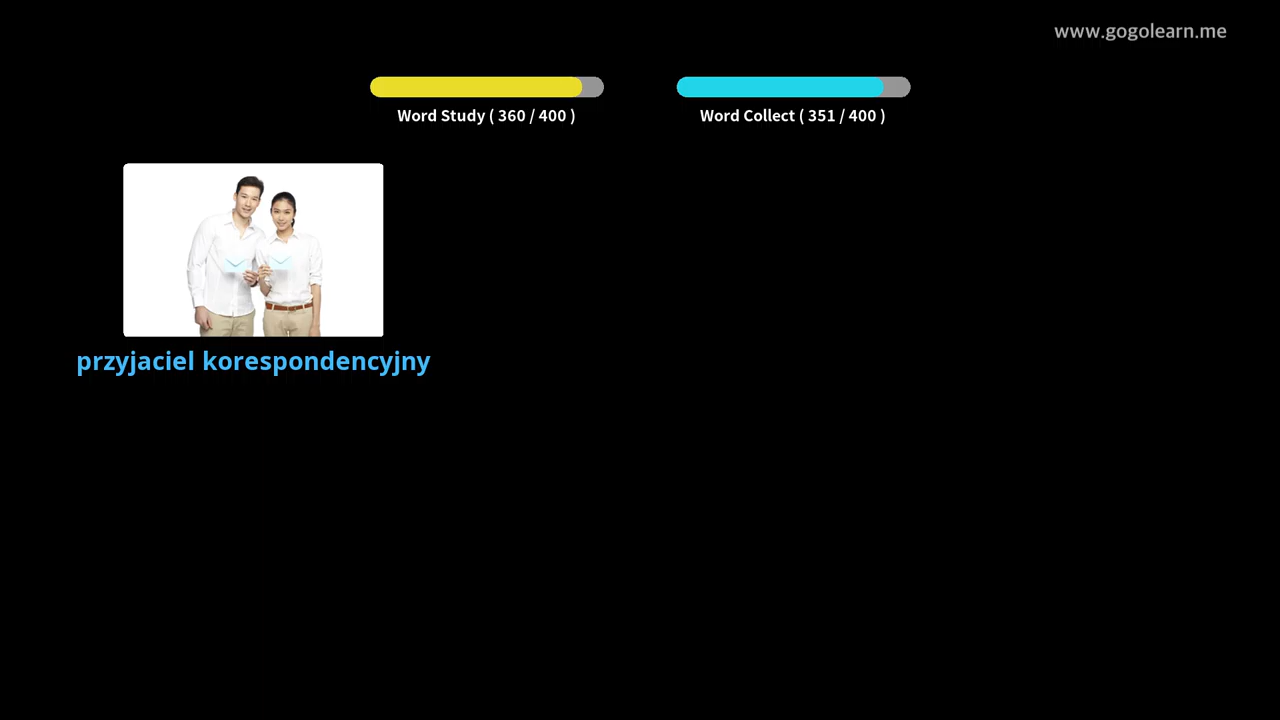 www.gogolearn.me
Word Study ( 360 / 400 )
Word Collect ( 351 / 400 )
przyjaciel korespondencyjny